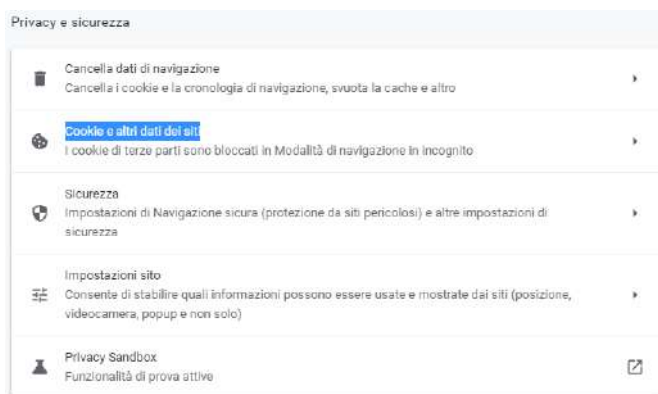 Privacy e sicurezza
Cancella dati di navigazione
Cancella i cookie e la cronologia di navigazione, svuota la cache e altro
Cookie e altri dati dei siti
I cookie di terze parti sono bloccati in Modalità di navigazione in incognito
Sicurezza
Impostazioni di Navigazione sicura (protezione da siti pericolosi) e altre impostazioni di
sicurezza
Impostazioni sito
Consente di stabilire quali informazioni possono essere usate e mostrate dai siti (posizione,
videocamera, popup e non solo)
Privacy Sandbox
Funzionalità di prova attive